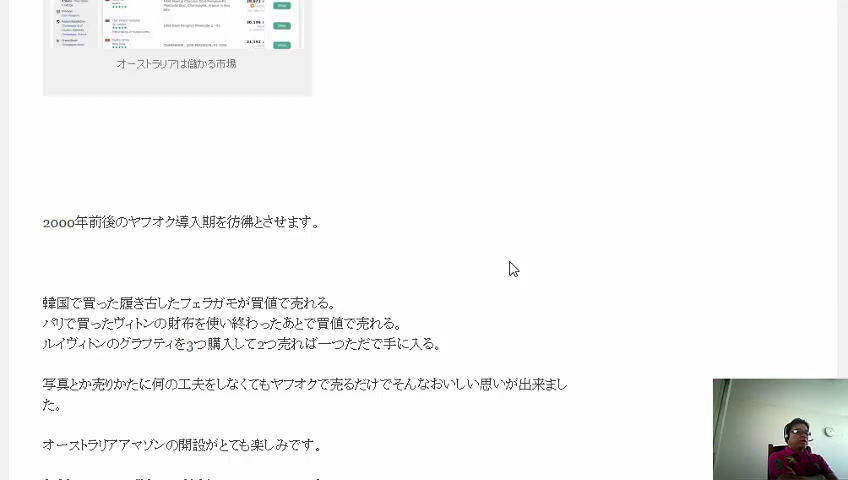 オーストラリアは儲かる市場
2000年前後のヤフオク導入期を彷彿とさせます。
韓国で買った履き古したフェラガモが買値で売れる。
パリで買ったヴィトンの財布を使い終わったあとで買値で売れる。
ルイヴィトンのグラフティを3つ購入して2つ売れば一つただで手に入る。
写真とか売りかたに何の工夫をしなくてもヤフオクで売るだけでそんなおいしい思いが出来まし
た。
オーストラリアアマゾンの開設がとても楽しみです。